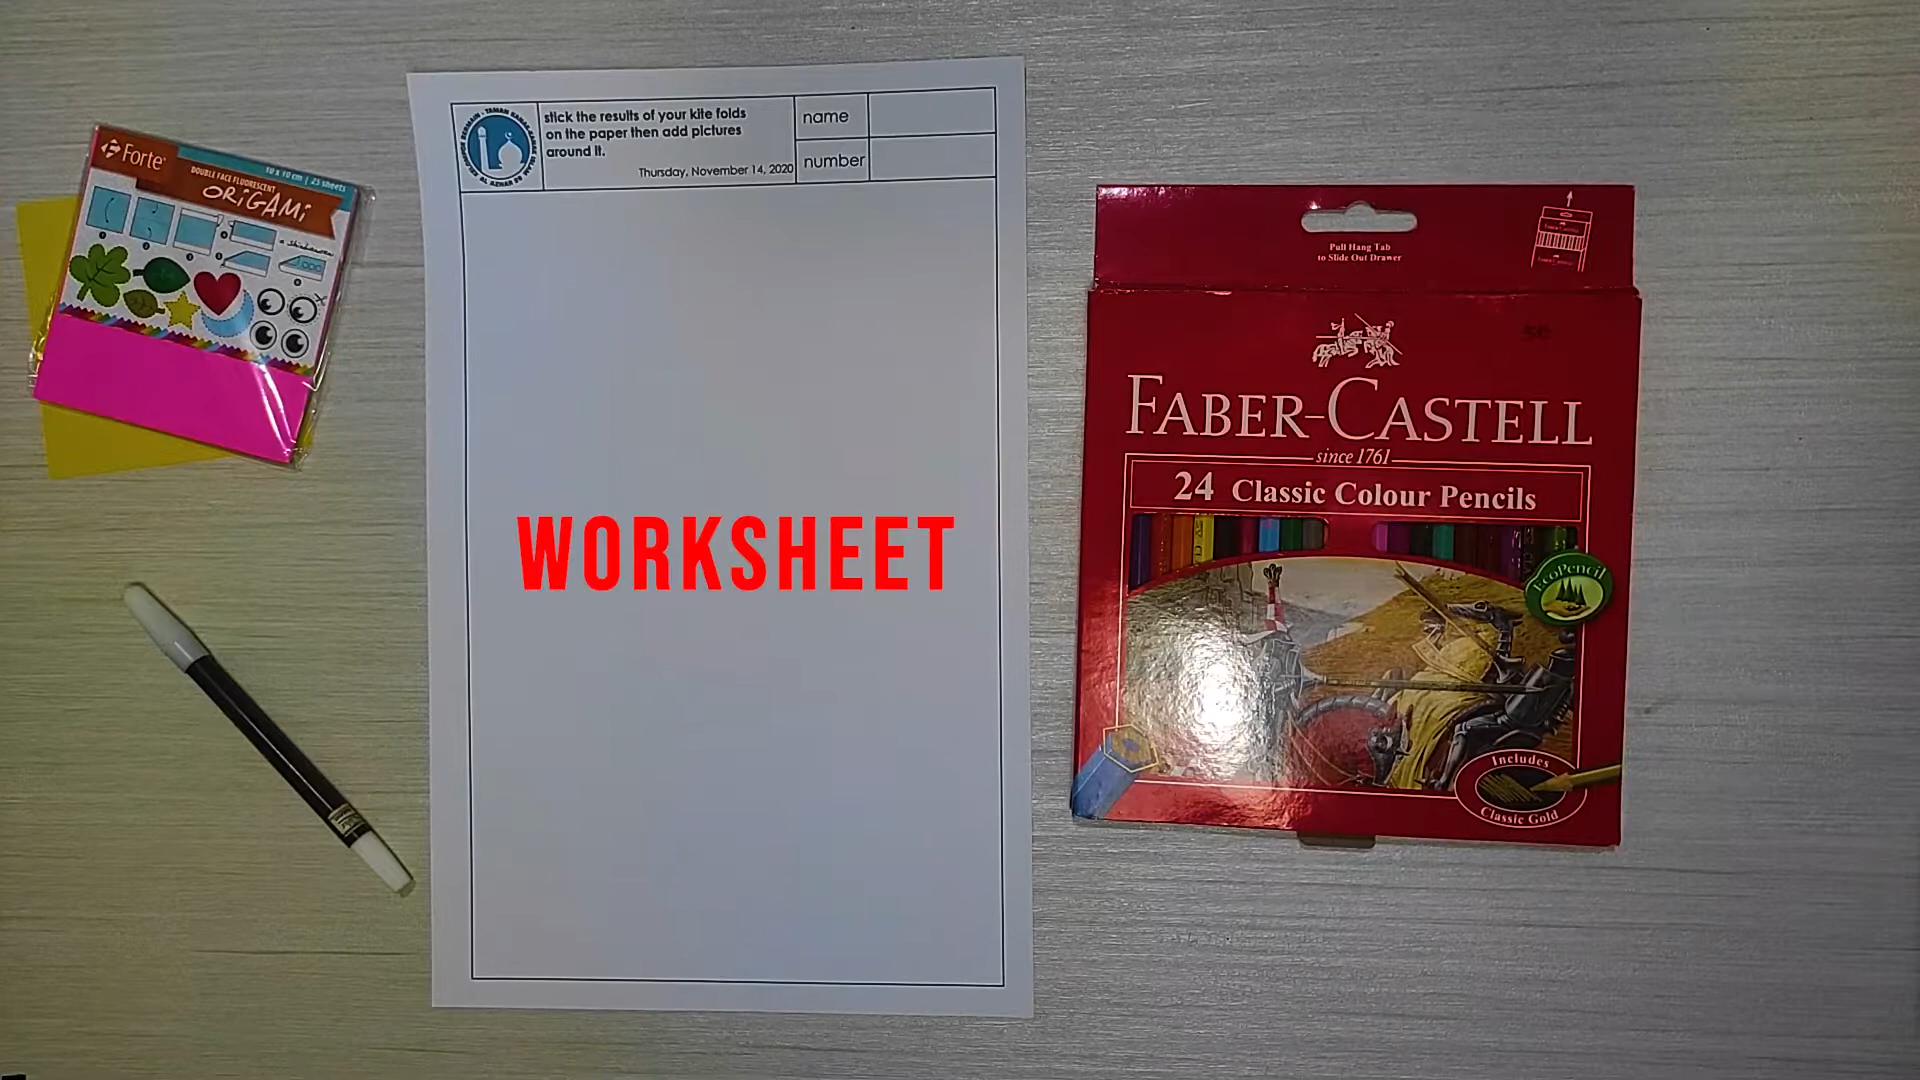 Forte
10 x 10 cm | 25 sheets
DOUBLE FACE FLUORESCENT
ORIGAMI
stick the results of your kite folds
on the paper then add pictures
around it.
Thursday, November 14, 2020
name
number
WORKSHEET
Pull Hang Tab
to Slide Out Drawer
FABER-CASTELL
since 1761
24 Classic Colour Pencils
EcoPencil
Includes
Classic Gold